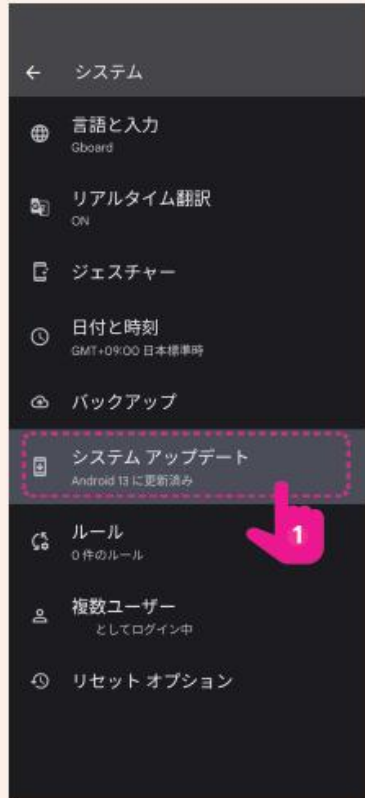 システム
言語と入力
Gboard
リアルタイム翻訳
ON
ジェスチャー
日付と時刻
GMT+09:00 日本標準時
バックアップ
システム アップデート
Android 13 に更新済み
1
ルール
0 件のルール
複数ユーザー
としてログイン中
リセット オプション